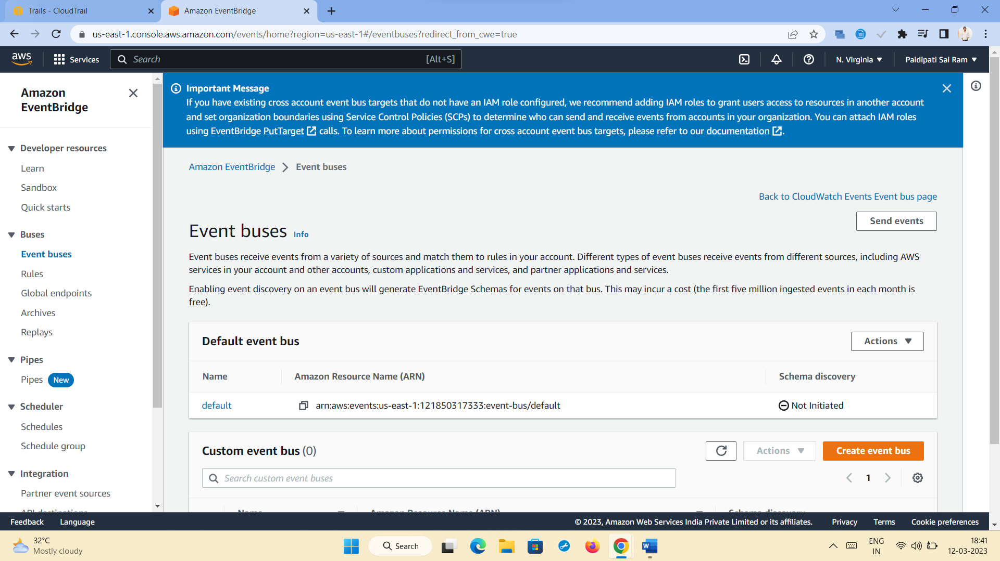 Trails - CloudTrail
Amazon EventBridge
us-east-1.console.aws.amazon.com/events/home?region=us-east-1#/eventbuses?redirect_from_cwe=true
aws
Services
Search
[Alt+S]
N. Virginia
Paidipati Sai Ram
Amazon
EventBridge
Developer resources
Learn
Sandbox
Quick starts
Buses
Event buses
Rules
Global endpoints
Archives
Replays
Pipes
Pipes New
Scheduler
Schedules
Schedule group
Integration
Partner event sources
API destinations
Important Message
If you have existing cross account event bus targets that do not have an IAM role configured, we recommend adding IAM roles to grant users access to resources in another account
and set organization boundaries using Service Control Policies (SCPs) to determine who can send and receive events from accounts in your organization. You can attach IAM roles
using EventBridge PutTarget calls. To learn more about permissions for cross account event bus targets, please refer to our documentation .
Amazon EventBridge
Event buses
Back to CloudWatch Events Event bus page
Send events
Event buses Info
Event buses receive events from a variety of sources and match them to rules in your account. Different types of event buses receive events from different sources, including AWS
services in your account and other accounts, custom applications and services, and partner applications and services.
Enabling event discovery on an event bus will generate EventBridge Schemas for events on that bus. This may incur a cost (the first five million ingested events in each month is
free).
Default event bus
Actions
Name
Amazon Resource Name (ARN)
Schema discovery
default
arn:aws:events:us-east-1:121850317333:event-bus/default
Not Initiated
Custom event bus (0)
Actions
Create event bus
Search custom event buses
1
Name
Amazon Resource Name (ARN)
Schema discovery
Feedback
Language
© 2023, Amazon Web Services India Private Limited or its affiliates.
Privacy
Terms
Cookie preferences
32°C
Mostly cloudy
Search
W
ENG
IN
18:41
12-03-2023